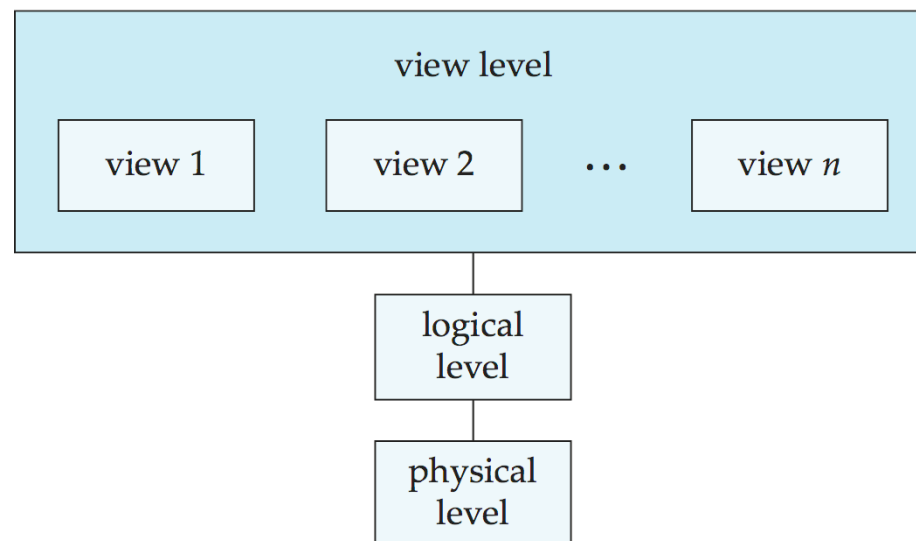 view level
view 1
view 2
...
view n
logical
level
physical
level